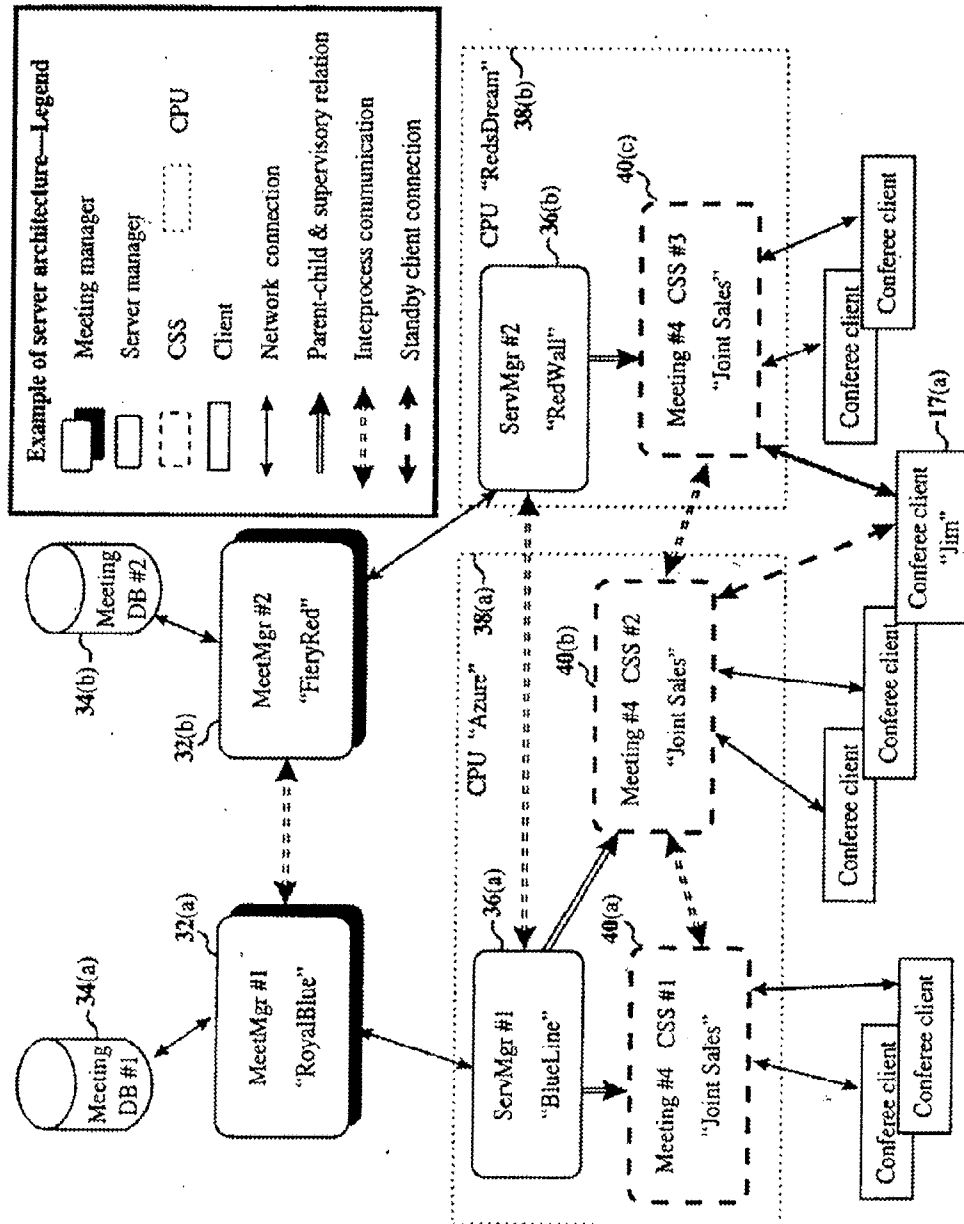 Example of server architecture—Legend
Meeting manager
Server manager
CSS
CPU
Client
Network connection
Parent-child & supervisory relation
Interprocess communication
Standby client connection
34(a)
Meeting
DB #1
34(b)
Meeting
DB #2
32(a)
MeetMgr #1
"RoyalBlue"
32(b)
MeetMgr #2
"FieryRed"
CPU "Azure"
38(a)
36(a)
ServMgr #1
"BlueLine"
40(a)
Meeting #4 CSS #1
"Joint Sales"
40(b)
Meeting #4 CSS #2
"Joint Sales"
CPU "RedsDream"
38(b)
36(b)
ServMgr #2
"RedWall"
40(c)
Meeting #4 CSS #3
"Joint Sales"
Conferee client
Conferee client
Conferee client
Conferee client
17(a)
Conferee client
"Jim"
Conferee client
Conferee client